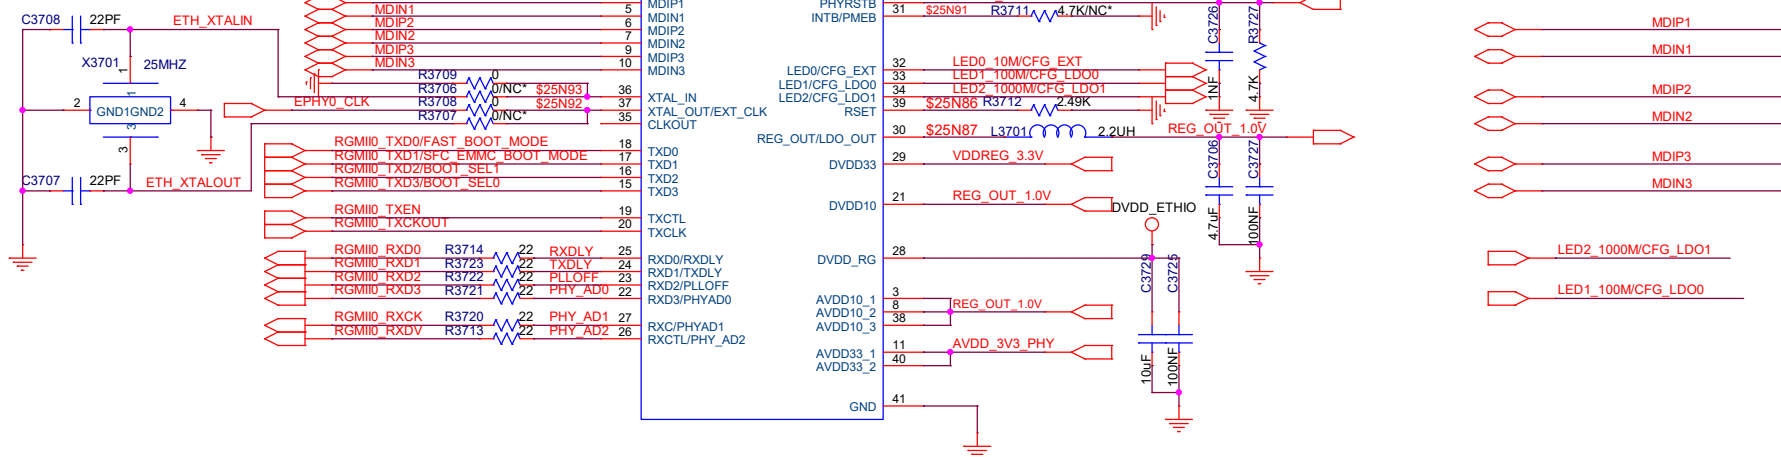 C3708 22PF ETH_XTALIN
X3701 25MHZ
1
1
2 GND1GND2 4
3
3
C3707 22PF ETH_XTALOUT
MDIP1
MDIN1 5 MDIN1
MDIP2 6 MDIP2
MDIN2 7 MDIN2
MDIP3 9 MDIP3
MDIN3 10 MDIN3
R3709 0
R3706 0/NC* $25N93 36 XTAL_IN
EPHY0_CLK R3708 0 $25N92 37 XTAL_OUT/EXT_CLK
R3707 0/NC* 35 CLKOUT
RGMII0_TXD0/FAST_BOOT_MODE 18 TXD0
RGMII0_TXD1/SFC_EMMC_BOOT_MODE 17 TXD1
RGMII0_TXD2/BOOT_SEL1 16 TXD2
RGMII0_TXD3/BOOT_SEL0 15 TXD3
RGMII0_TXEN 19 TXCTL
RGMII0_TXCKOUT 20 TXCLK
RGMII0_RXD0 R3714 22 RXDLY 25 RXD0/RXDLY
RGMII0_RXD1 R3723 22 TXDLY 24 RXD1/TXDLY
RGMII0_RXD2 R3722 22 PLLOFF 23 RXD2/PLLOFF
RGMII0_RXD3 R3721 22 PHY_AD0 22 RXD3/PHYAD0
RGMII0_RXCK R3720 22 PHY_AD1 27 RXC/PHYAD1
RGMII0_RXDV R3713 22 PHY_AD2 26 RXCTL/PHY_AD2
PHYRSTB
INTB/PMEB 31 $25N91 R3711 4.7K/NC*
LED0/CFG_EXT 32 LED0_10M/CFG_EXT
LED1/CFG_LDO0 33 LED1_100M/CFG_LDO0
LED2/CFG_LDO1 34 LED2_1000M/CFG_LDO1
RSET 39 $25N86 R3712 2.49K
REG_OUT/LDO_OUT 30 $25N87 L3701 2.2UH REG_OUT_1.0V
DVDD33 29 VDDREG_3.3V
DVDD10 21 REG_OUT_1.0V
DVDD_RG 28
AVDD10_1 3
AVDD10_2 8 REG_OUT_1.0V
AVDD10_3 38
AVDD33_1 11 AVDD_3V3_PHY
AVDD33_2 40
GND 41
C3726 1NF
R3727 4.7K
C3706 4.7uF
C3727 100NF
DVDD_ETHIO
10uF
C3725 100NF
MDIP1
MDIN1
MDIP2
MDIN2
MDIP3
MDIN3
LED2_1000M/CFG_LDO1
LED1_100M/CFG_LDO0